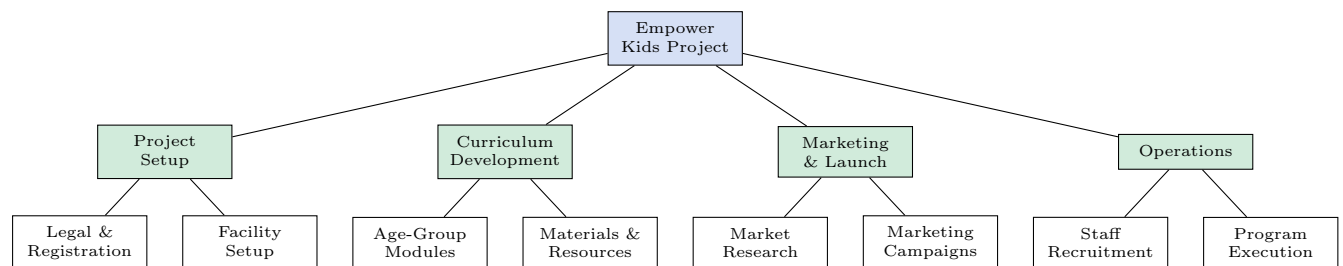 Empower
Kids Project
Project
Setup
Curriculum
Development
Marketing
& Launch
Operations
Legal &
Registration
Facility
Setup
Age-Group
Modules
Materials &
Resources
Market
Research
Marketing
Campaigns
Staff
Recruitment
Program
Execution